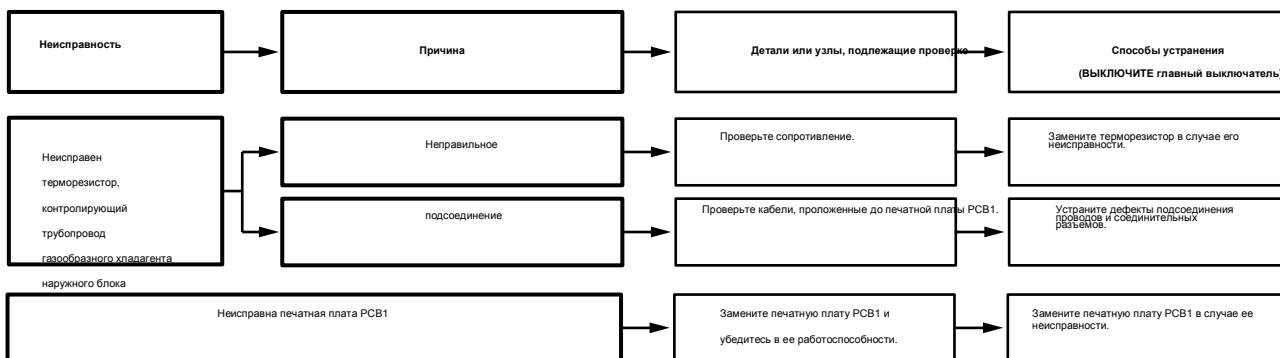 Неисправность
Причина
Детали или узлы, подлежащие проверке
Способы устранения
(ВЫКЛЮЧИТЕ главный выключатель)
Неисправен
терморезистор,
контролирующий
трубопровод
газообразного хладагента
наружного блока
Неправильное
Проверьте сопротивление.
Замените терморезистор в случае его
неисправности.
подсоединение
Проверьте кабели, проложенные до печатной платы PCB1.
Устраните дефекты подсоединения
проводов и соединительных
разъемов.
Неисправна печатная плата PCB1
Замените печатную плату PCB1 и
убедитесь в ее работоспособности.
Замените печатную плату PCB1 в случае ее
неисправности.